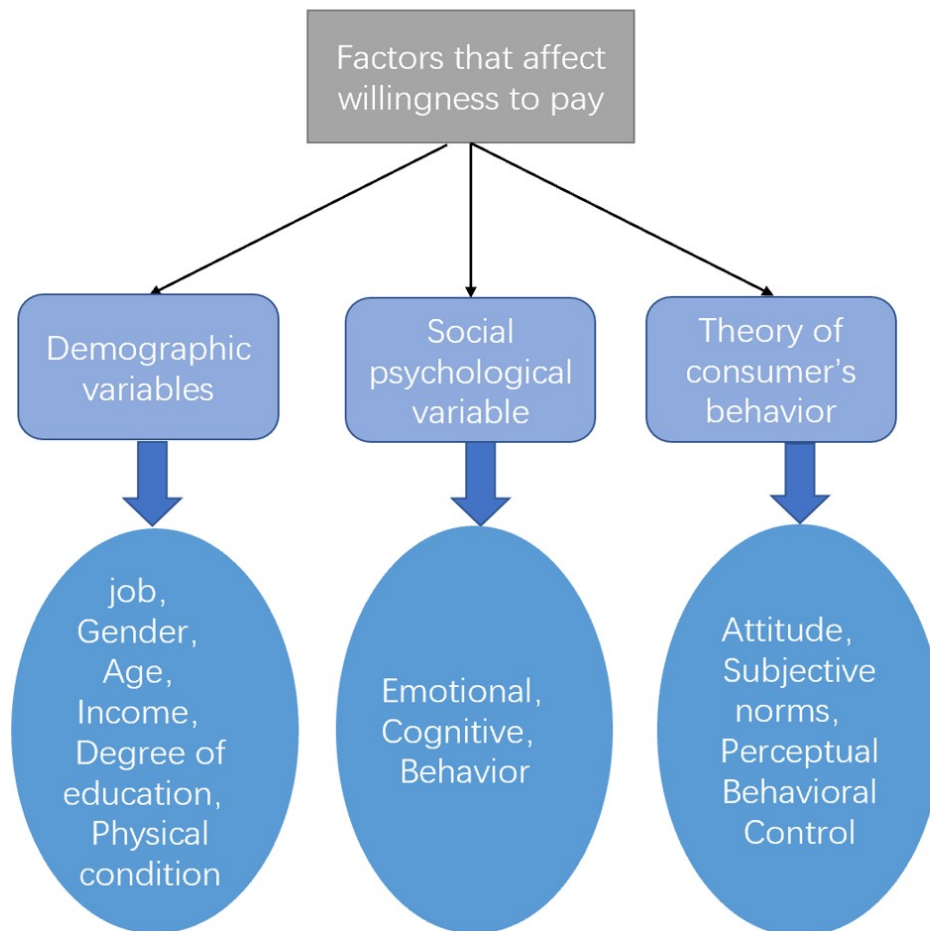 Factors that affect
willingness to pay
Demographic
variables
Social
psychological
variable
Theory of
consumer’s
behavior
job,
Gender,
Age,
Income,
Degree of
education,
Physical
condition
Emotional,
Cognitive,
Behavior
Attitude,
Subjective
norms,
Perceptual
Behavioral
Control